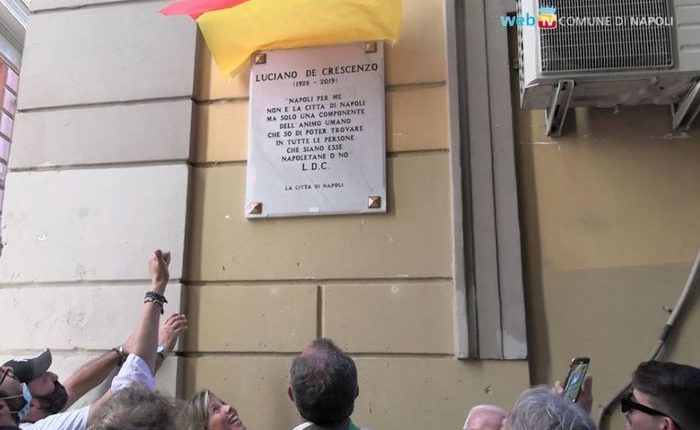 web tv COMUNE DI NAPOLI
LUCIANO DE CRESCENZO
(1928 - 2019)
"NAPOLI PER ME
NON È LA CITTÀ DI NAPOLI
MA SOLO UNA COMPONENTE
DELL'ANIMO UMANO
CHE SO DI POTER TROVARE
IN TUTTE LE PERSONE
CHE SIANO ESSE
NAPOLETANE O NO"
L.D.C.
LA CITTÀ DI NAPOLI